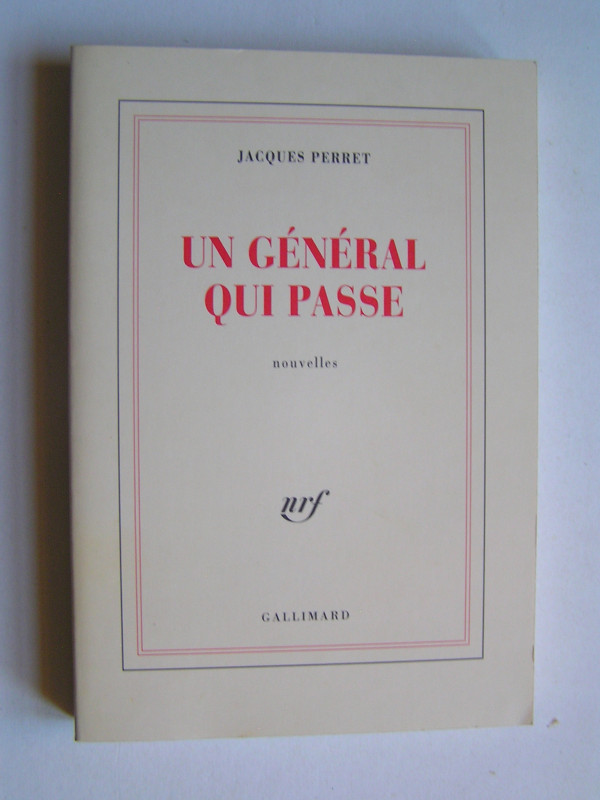 JACQUES PERRET
UN GÉNÉRAL
QUI PASSE
nouvelles
nrf
GALLIMARD